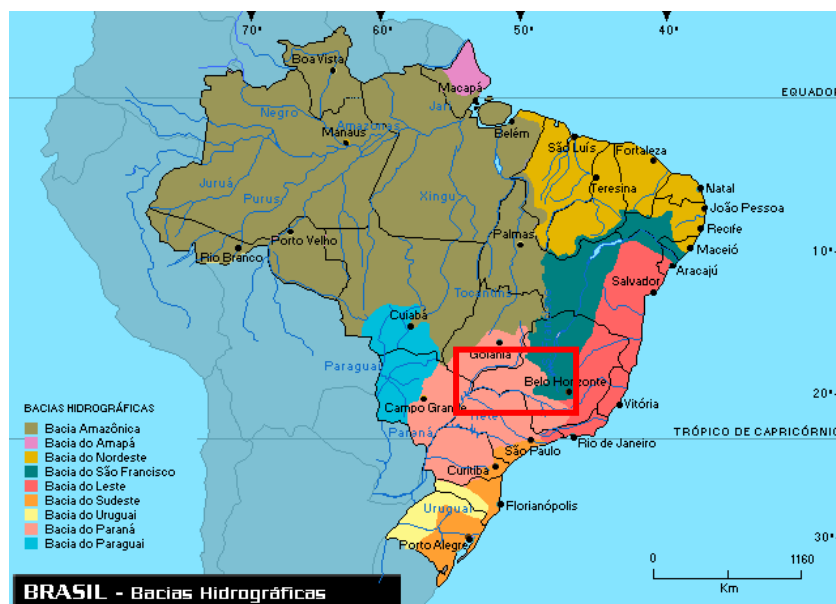 70°
60°
50°
40°
Boa Vista
Macapá
EQUADOR
Jari
Negro
Amazonas
Belém
Manaus
São Luís
Fortaleza
Juruá
Purus
Xingu
Teresina
Natal
João Pessoa
Porto Velho
Palmas
Recife
Rio Branco
Maceió
10°
Aracajú
Tocantins
Salvador
Cuiabá
Goiânia
Paraguai
Belo Horizonte
20°
Campo Grande
Vitória
Tietê
Paraná
TRÓPICO DE CAPRICÓRNIO
Rio de Janeiro
São Paulo
Curitiba
Florianópolis
Uruguai
Porto Alegre
30°
BACIAS HIDROGRÁFICAS
Bacia Amazônica
Bacia do Amapá
Bacia do Nordeste
Bacia do São Francisco
Bacia do Leste
Bacia do Sudeste
Bacia do Uruguai
Bacia do Paraná
Bacia do Paraguai
0 1160
Km
BRASIL - Bacias Hidrográficas